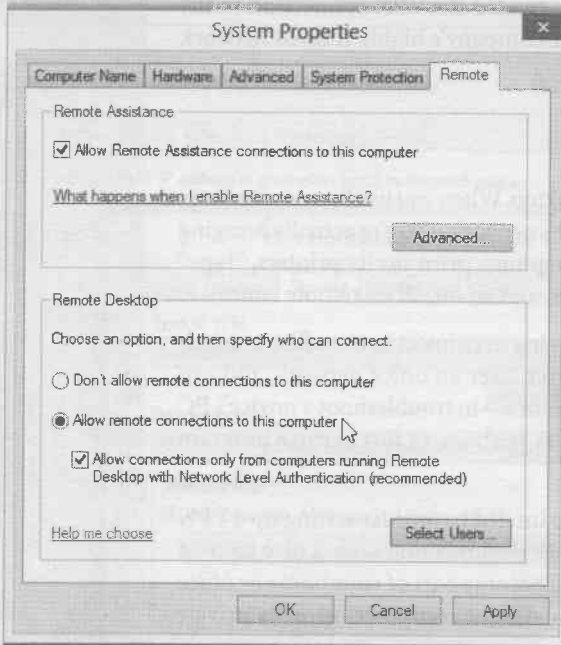 System Properties
Computer Name Hardware Advanced System Protection Remote
Remote Assistance
Allow Remote Assistance connections to this computer
What happens when I enable Remote Assistance?
Advanced...
Remote Desktop
Choose an option, and then specify who can connect.
Don't allow remote connections to this computer
Allow remote connections to this computer
Allow connections only from computers running Remote
Desktop with Network Level Authentication (recommended)
Help me choose
Select Users...
OK Cancel Apply